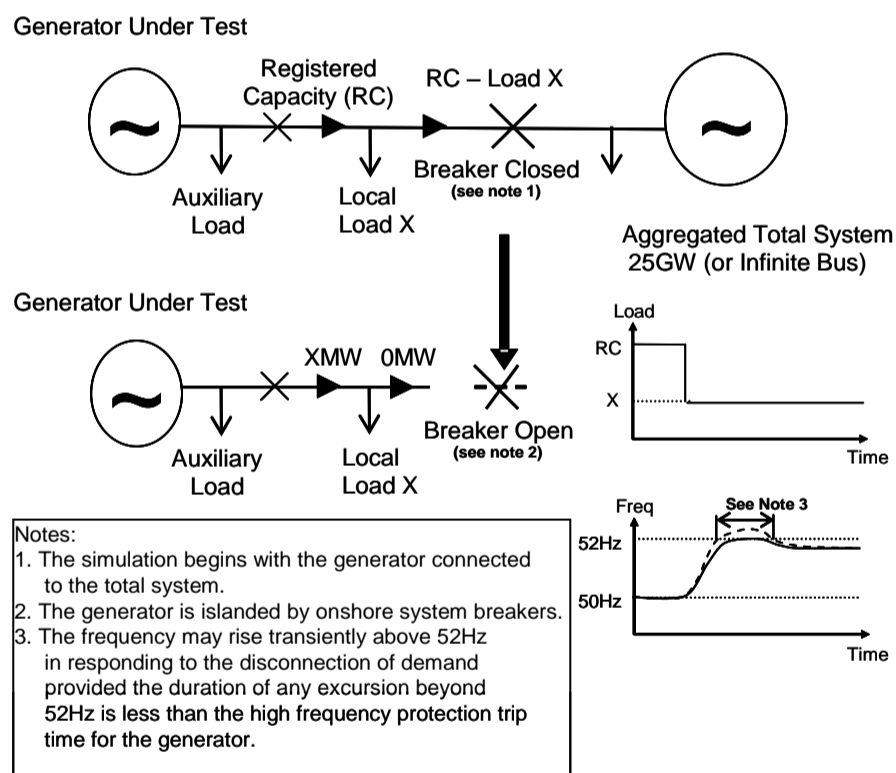 Generator Under Test
Registered
Capacity (RC)
RC – Load X
~
~
Auxiliary
Load
Local
Load X
Breaker Closed
(see note 1)
Aggregated Total System
25GW (or Infinite Bus)
Generator Under Test
XMW 0MW
~
Auxiliary
Load
Local
Load X
Breaker Open
(see note 2)
Load
RC
X
Time
Freq
See Note 3
52Hz
50Hz
Time
Notes:
1. The simulation begins with the generator connected
to the total system.
2. The generator is islanded by onshore system breakers.
3. The frequency may rise transiently above 52Hz
in responding to the disconnection of demand
provided the duration of any excursion beyond
52Hz is less than the high frequency protection trip
time for the generator.